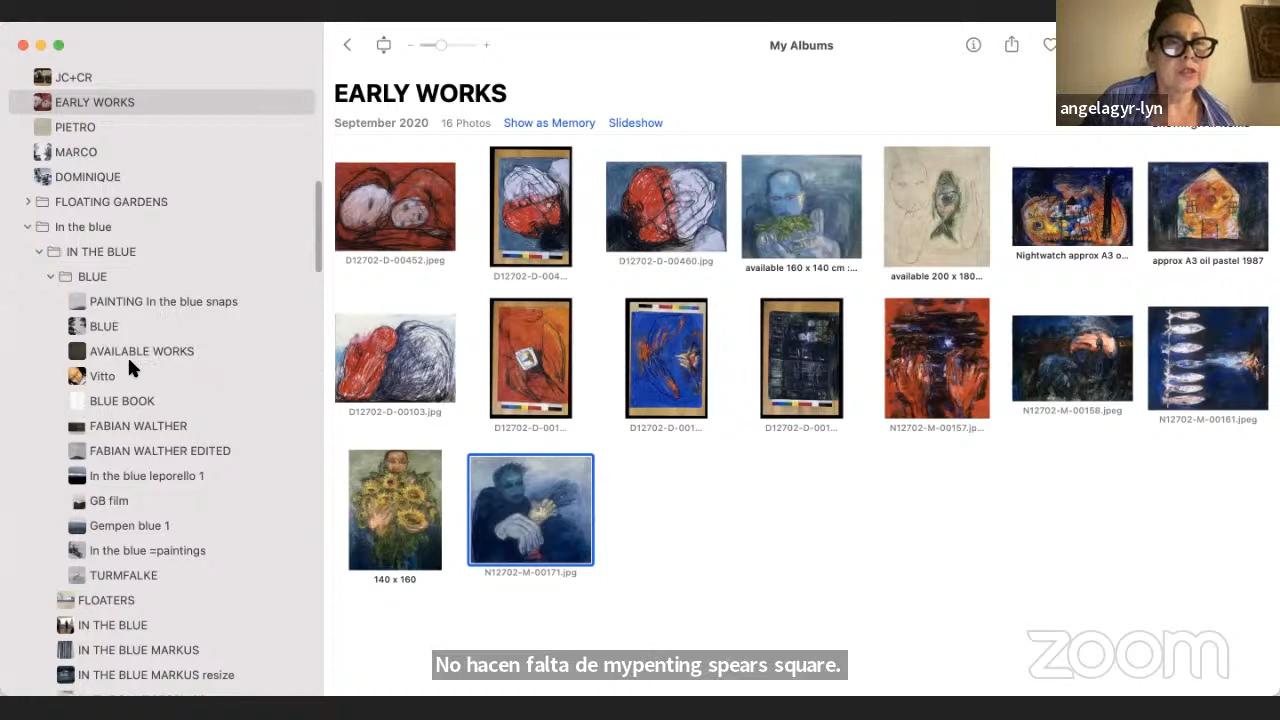 JC+CR
EARLY WORKS
PIETRO
MARCO
DOMINIQUE
FLOATING GARDENS
In the blue
IN THE BLUE
BLUE
PAINTING In the blue snaps
BLUE
AVAILABLE WORKS
Vitto
BLUE BOOK
FABIAN WALTHER
FABIAN WALTHER EDITED
In the blue leporello 1
GB film
Gempen blue 1
In the blue =paintings
TURMFALKE
FLOATERS
IN THE BLUE
IN THE BLUE MARKUS
IN THE BLUE MARKUS resize
My Albums
EARLY WORKS
September 2020 16 Photos Show as Memory Slideshow
angelagyr-lyn
D12702-D-00452.jpeg
D12702-D-004...
D12702-D-00460.jpg
available 160 x 140 cm :...
available 200 x 180...
Nightwatch approx A3 o...
approx A3 oil pastel 1987
D12702-D-00103.jpg
D12702-D-001...
D12702-D-001...
D12702-D-001...
N12702-M-00157.jp...
N12702-M-00158.jpeg
N12702-M-00161.jpeg
140 x 160
N12702-M-00171.jpg
No hacen falta de mypenting spears square.
zoom